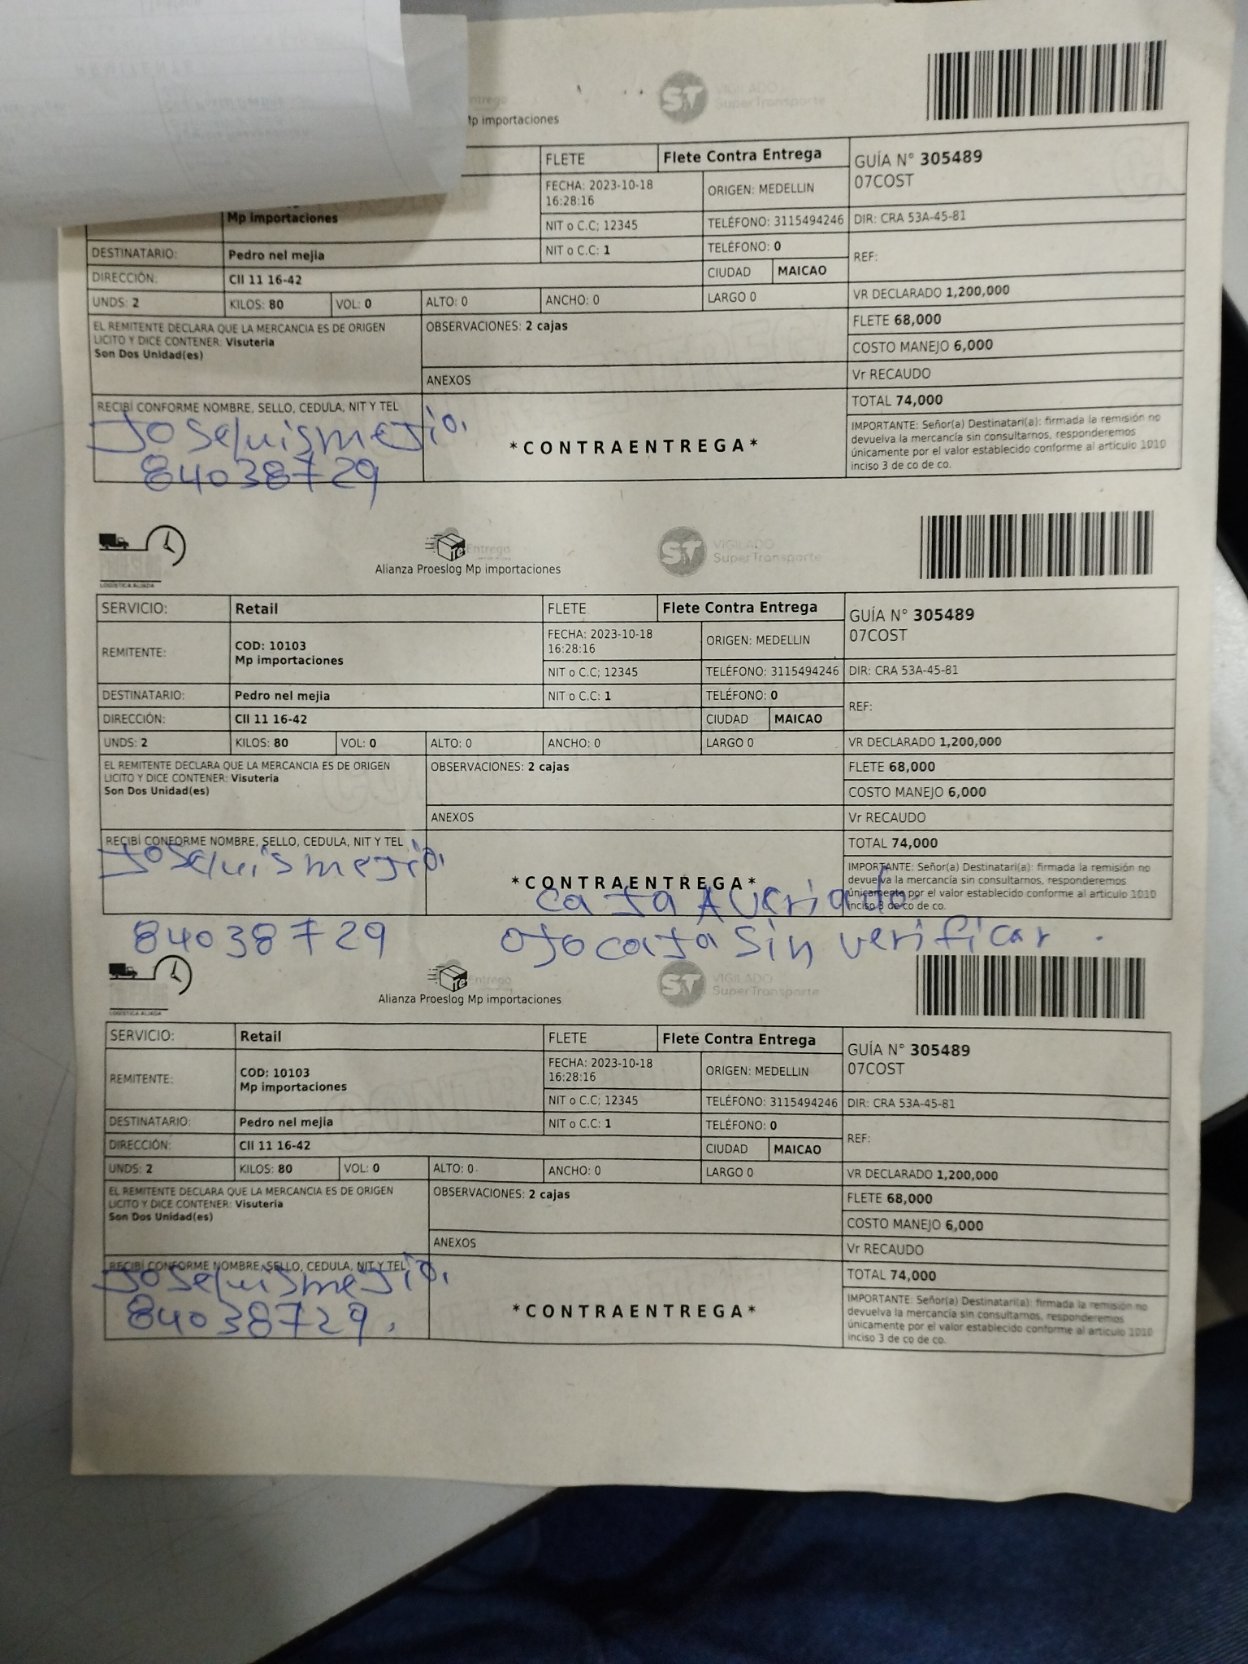 VIGILADO
SuperTransporte
Mp importaciones
FLETE Flete Contra Entrega GUÍA N° 305489
07COST
FECHA: 2023-10-18 ORIGEN: MEDELLIN
16:28:16
Mp importaciones NIT o C.C; 12345 TELÉFONO: 3115494246 DIR: CRA 53A-45-81
DESTINATARIO: Pedro nel mejia NIT o C.C: 1 TELÉFONO: 0 REF:
DIRECCIÓN: Cll 11 16-42 CIUDAD MAICAO
UNDS: 2 KILOS: 80 VOL: 0 ALTO: 0 ANCHO: 0 LARGO 0 VR DECLARADO 1,200,000
EL REMITENTE DECLARA QUE LA MERCANCIA ES DE ORIGEN OBSERVACIONES: 2 cajas FLETE 68,000
LICITO Y DICE CONTENER: Visuteria COSTO MANEJO 6,000
Son Dos Unidad(es)
ANEXOS Vr RECAUDO
RECIBÍ CONFORME NOMBRE, SELLO, CEDULA, NIT Y TEL TOTAL 74,000
IMPORTANTE: Señor(a) Destinatari(a): firmada la remisión no
devuelva la mercancía sin consultarnos, responderemos
únicamente por el valor establecido conforme al artículo 1010
inciso 3 de co de co.
*CONTRAENTREGA*
Josequismejia
84038729
LOGISTICA ALIADA
te Entrega
Alianza Proeslog Mp importaciones
ST VIGILADO
SuperTransporte
SERVICIO: Retail FLETE Flete Contra Entrega GUÍA N° 305489
07COST
REMITENTE: COD: 10103 FECHA: 2023-10-18 ORIGEN: MEDELLIN
Mp importaciones 16:28:16
NIT o C.C; 12345 TELÉFONO: 3115494246 DIR: CRA 53A-45-81
DESTINATARIO: Pedro nel mejia NIT o C.C: 1 TELÉFONO: 0 REF:
DIRECCIÓN: Cll 11 16-42 CIUDAD MAICAO
UNDS: 2 KILOS: 80 VOL: 0 ALTO: 0 ANCHO: 0 LARGO 0 VR DECLARADO 1,200,000
EL REMITENTE DECLARA QUE LA MERCANCIA ES DE ORIGEN OBSERVACIONES: 2 cajas FLETE 68,000
LICITO Y DICE CONTENER: Visuteria COSTO MANEJO 6,000
Son Dos Unidad(es)
ANEXOS Vr RECAUDO
RECIBÍ CONFORME NOMBRE, SELLO, CEDULA, NIT Y TEL TOTAL 74,000
IMPORTANTE: Señor(a) Destinatari(a): firmada la remisión no
devuelva la mercancía sin consultarnos, responderemos
únicamente por el valor establecido conforme al artículo 1010
inciso 3 de co de co.
*CONTRAENTREGA*
Josequismejia
caja Averiado
84038729 ojo caja sin verificar.
LOGISTICA ALIADA
te Entrega
Alianza Proeslog Mp importaciones
ST VIGILADO
SuperTransporte
SERVICIO: Retail FLETE Flete Contra Entrega GUÍA N° 305489
07COST
REMITENTE: COD: 10103 FECHA: 2023-10-18 ORIGEN: MEDELLIN
Mp importaciones 16:28:16
NIT o C.C; 12345 TELÉFONO: 3115494246 DIR: CRA 53A-45-81
DESTINATARIO: Pedro nel mejia NIT o C.C: 1 TELÉFONO: 0 REF:
DIRECCIÓN: Cll 11 16-42 CIUDAD MAICAO
UNDS: 2 KILOS: 80 VOL: 0 ALTO: 0 ANCHO: 0 LARGO 0 VR DECLARADO 1,200,000
EL REMITENTE DECLARA QUE LA MERCANCIA ES DE ORIGEN OBSERVACIONES: 2 cajas FLETE 68,000
LICITO Y DICE CONTENER: Visuteria COSTO MANEJO 6,000
Son Dos Unidad(es)
ANEXOS Vr RECAUDO
RECIBÍ CONFORME NOMBRE, SELLO, CEDULA, NIT Y TEL TOTAL 74,000
IMPORTANTE: Señor(a) Destinatari(a): firmada la remisión no
devuelva la mercancía sin consultarnos, responderemos
únicamente por el valor establecido conforme al artículo 1010
inciso 3 de co de co.
*CONTRAENTREGA*
Josequismejia
84038729.